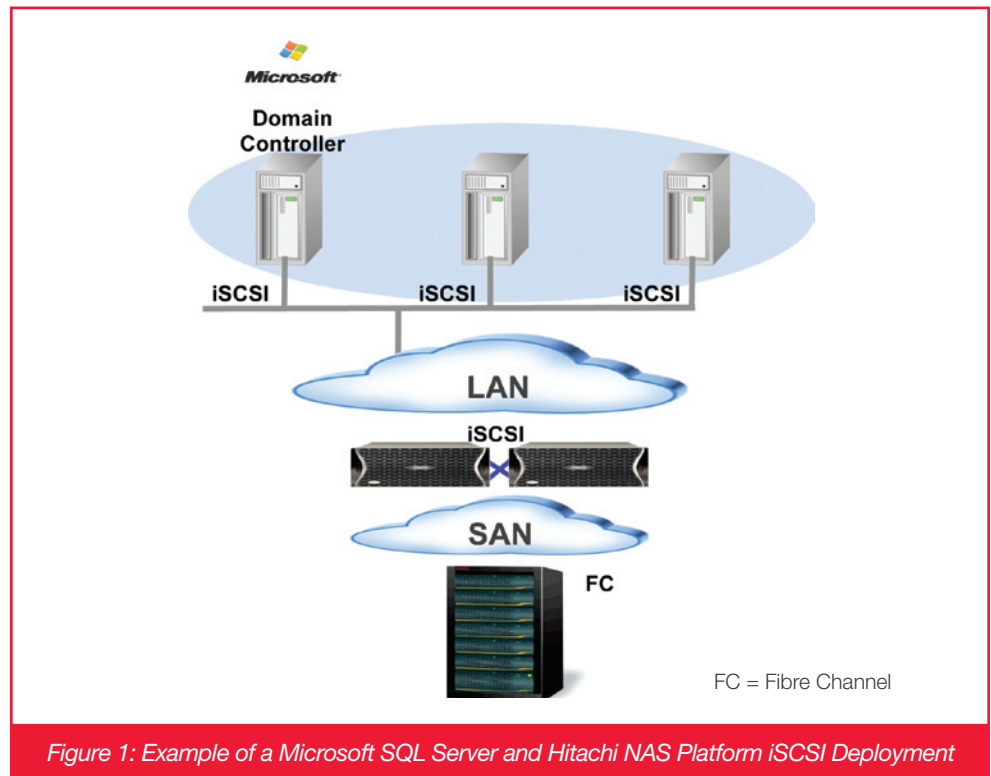 Microsoft
Domain
Controller
iSCSI
iSCSI
iSCSI
LAN
iSCSI
SAN
FC
FC = Fibre Channel
Figure 1: Example of a Microsoft SQL Server and Hitachi NAS Platform iSCSI Deployment